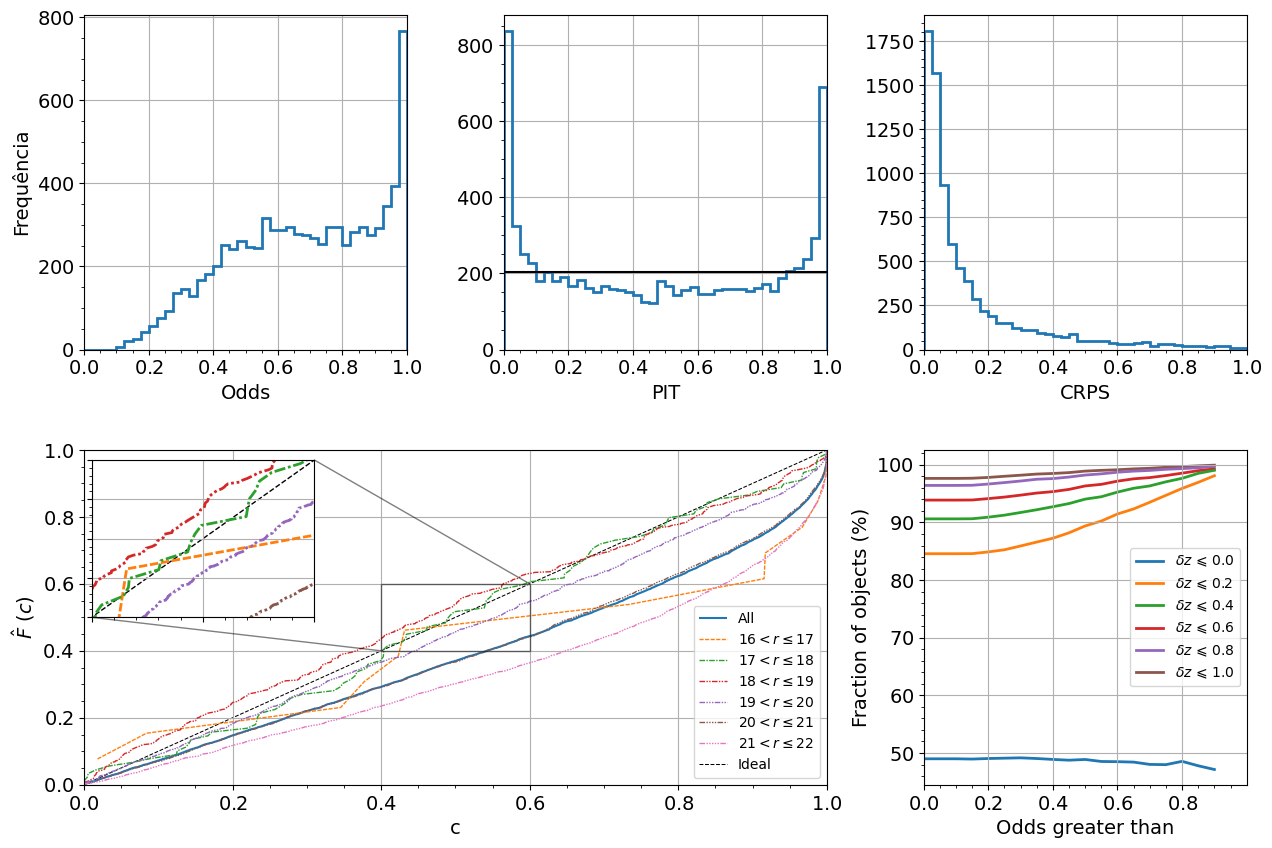 800
600
400
200
0
Frequência
0.0 0.2 0.4 0.6 0.8 1.0
Odds
800
600
400
200
0
0.0 0.2 0.4 0.6 0.8 1.0
PIT
1750
1500
1250
1000
750
500
250
0
0.0 0.2 0.4 0.6 0.8 1.0
CRPS
1.0
0.8
0.6
0.4
0.2
0.0
F̂ (c)
0.0 0.2 0.4 0.6 0.8 1.0
c
All
16 < r ≤ 17
17 < r ≤ 18
18 < r ≤ 19
19 < r ≤ 20
20 < r ≤ 21
21 < r ≤ 22
Ideal
100
90
80
70
60
50
Fraction of objects (%)
δz ⩽ 0.0
δz ⩽ 0.2
δz ⩽ 0.4
δz ⩽ 0.6
δz ⩽ 0.8
δz ⩽ 1.0
0.0 0.2 0.4 0.6 0.8
Odds greater than